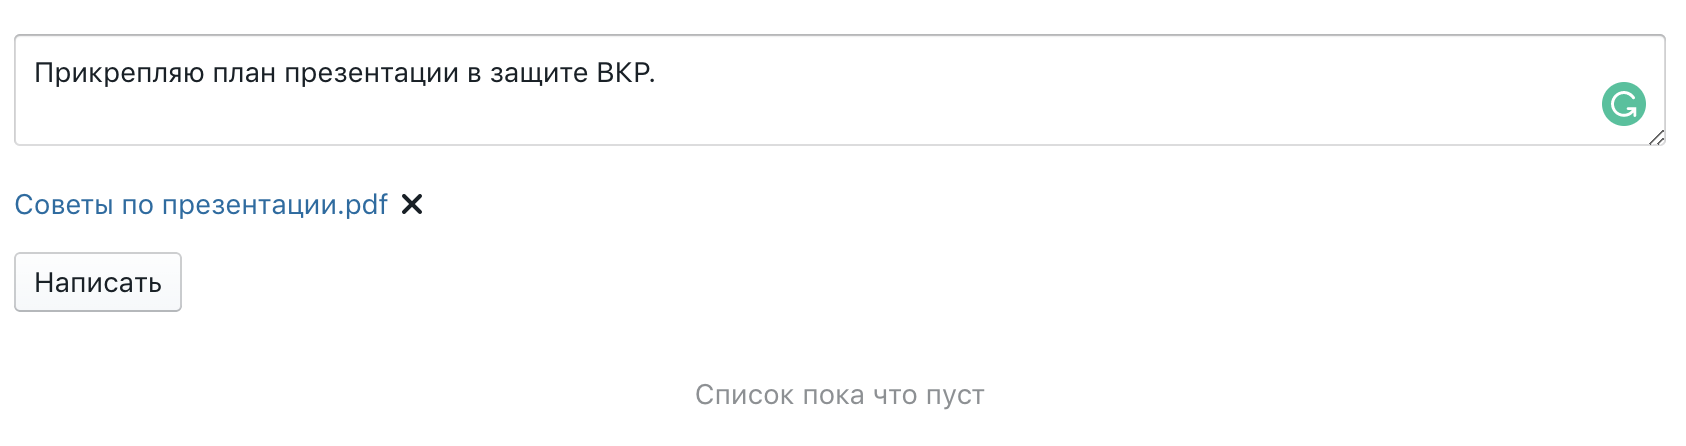 Прикрепляю план презентации в защите ВКР.
Советы по презентации.pdf
Написать
Список пока что пуст